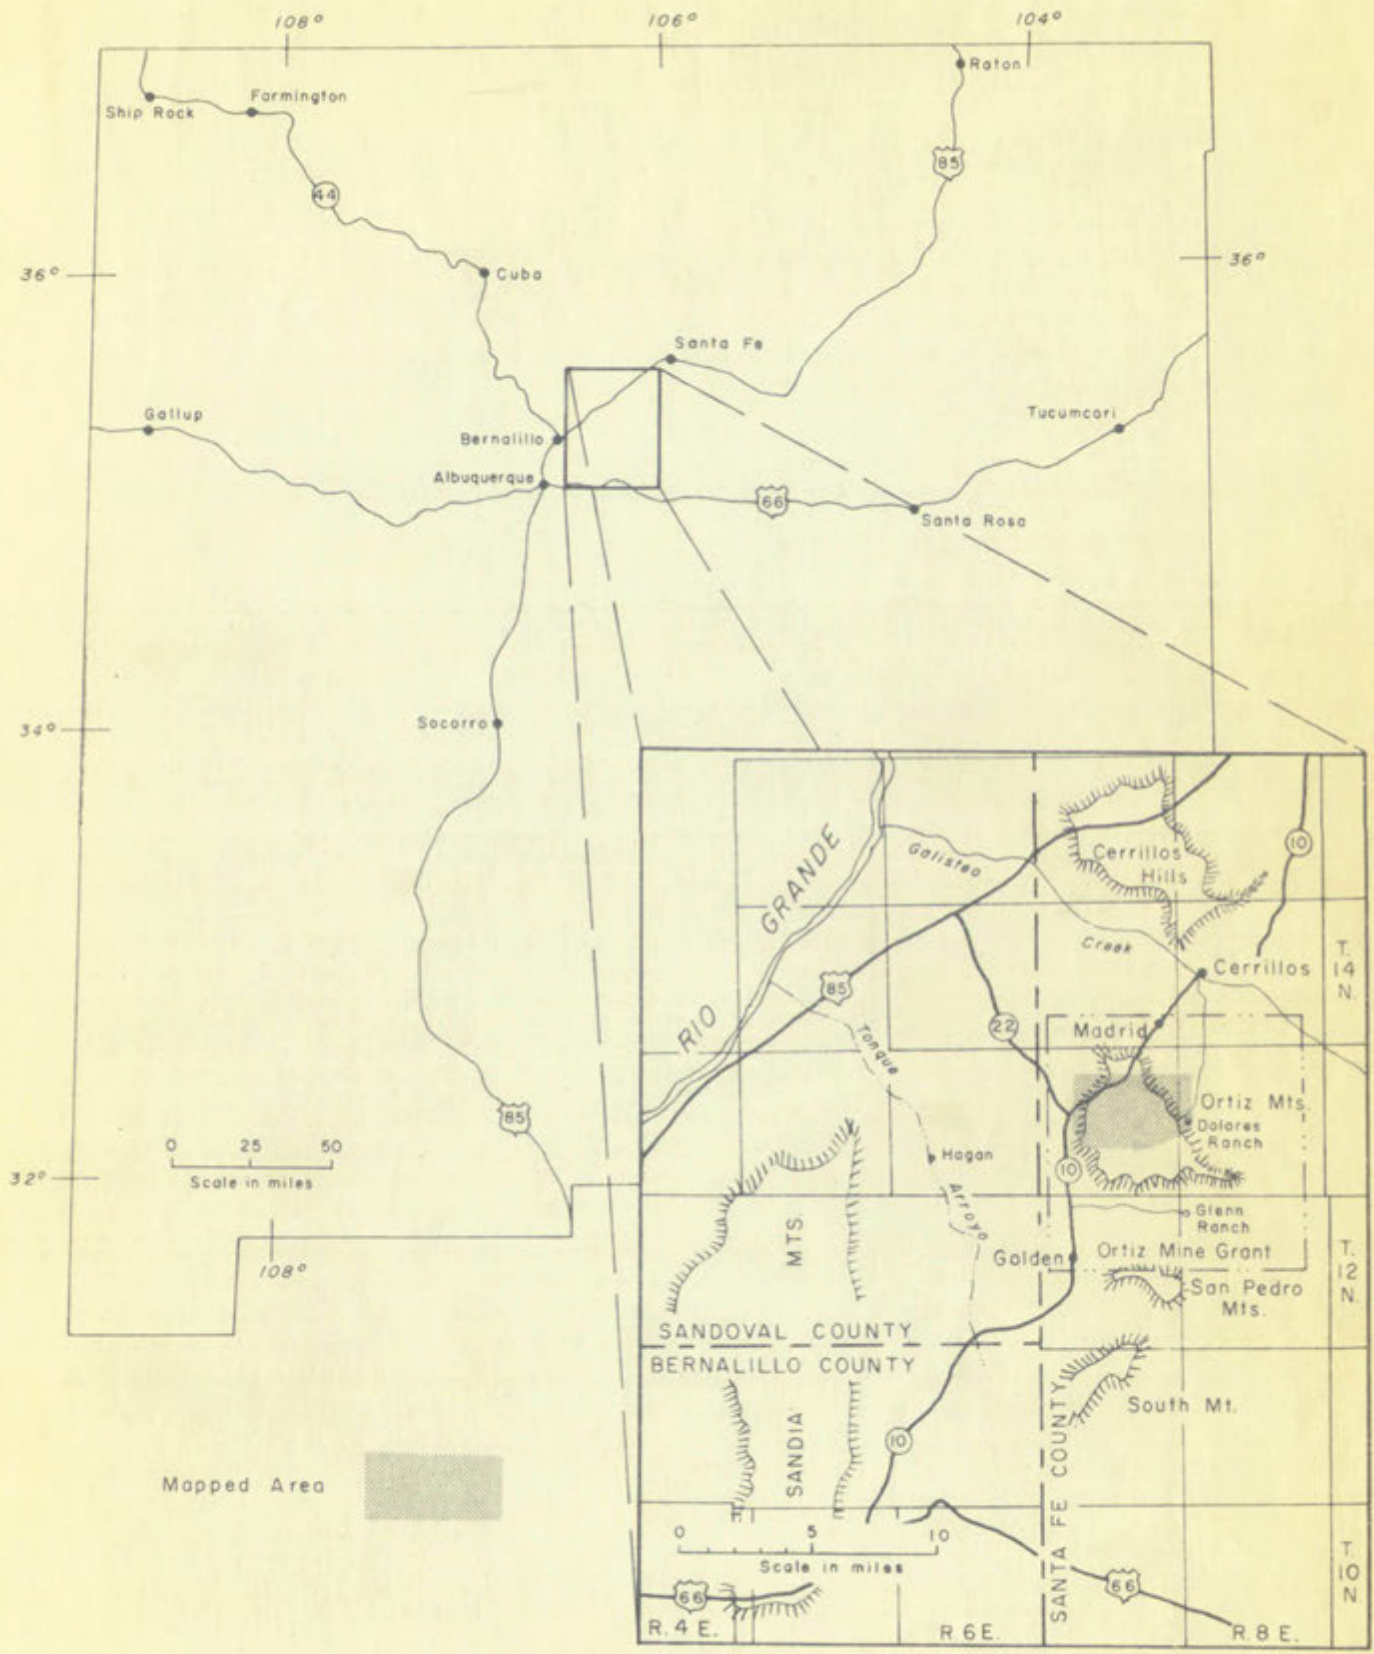 108° 106° 104°
Raton
Farmington
Ship Rock
85
44
36° Cuba 36°
Santa Fe
Gallup
Tucumcari
Bernalillo
Albuquerque
66
Santa Rosa
Socorro
34°
85
0 25 50
Scale in miles
32°
108°
Mapped Area
RIO GRANDE
Galisteo
Creek
Cerrillos
Hills
10
Cerrillos
T.
14
N.
85
22
Madrid
Tonque
Arroyo
Ortiz Mts.
Dolores
Ranch
Hagan
10
Glenn
Ranch
Golden
Ortiz Mine Grant
T.
12
N.
San Pedro
Mts.
MTS.
SANDOVAL COUNTY
BERNALILLO COUNTY
SANDIA
South Mt.
10
SANTA FE COUNTY
0 5 10
Scale in miles
T.
10
N.
66
66
R. 4 E.
R. 6 E.
R. 8 E.